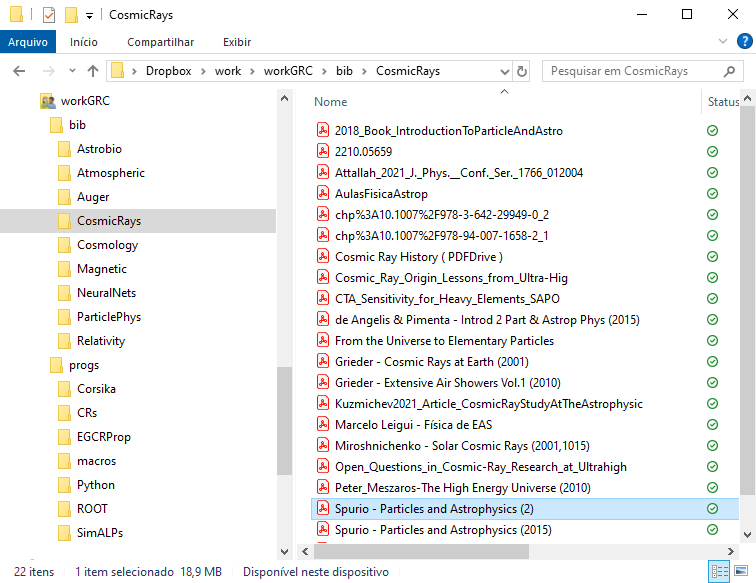 CosmicRays
Arquivo Início Compartilhar Exibir
Dropbox work workGRC bib CosmicRays Pesquisar em CosmicRays
workGRC
bib
Astrobio
Atmospheric
Auger
CosmicRays
Cosmology
Magnetic
NeuralNets
ParticlePhys
Relativity
progs
Corsika
CRs
EGCRProp
macros
Python
ROOT
SimALPs
Nome Status
2018_Book_IntroductionToParticleAndAstro
2210.05659
Attallah_2021_J._Phys.__Conf._Ser._1766_012004
AulasFisicaAstrop
chp%3A10.1007%2F978-3-642-29949-0_2
chp%3A10.1007%2F978-94-007-1658-2_1
Cosmic Ray History ( PDFDrive )
Cosmic_Ray_Origin_Lessons_from_Ultra-Hig
CTA_Sensitivity_for_Heavy_Elements_SAPO
de Angelis & Pimenta - Introd 2 Part & Astrop Phys (2015)
From the Universe to Elementary Particles
Grieder - Cosmic Rays at Earth (2001)
Grieder - Extensive Air Showers Vol.1 (2010)
Kuzmichev2021_Article_CosmicRayStudyAtTheAstrophysic
Marcelo Leigui - Física de EAS
Miroshnichenko - Solar Cosmic Rays (2001,1015)
Open_Questions_in_Cosmic-Ray_Research_at_Ultrahigh
Peter_Meszaros-The High Energy Universe (2010)
Spurio - Particles and Astrophysics (2)
Spurio - Particles and Astrophysics (2015)
22 itens 1 item selecionado 18,9 MB Disponível neste dispositivo